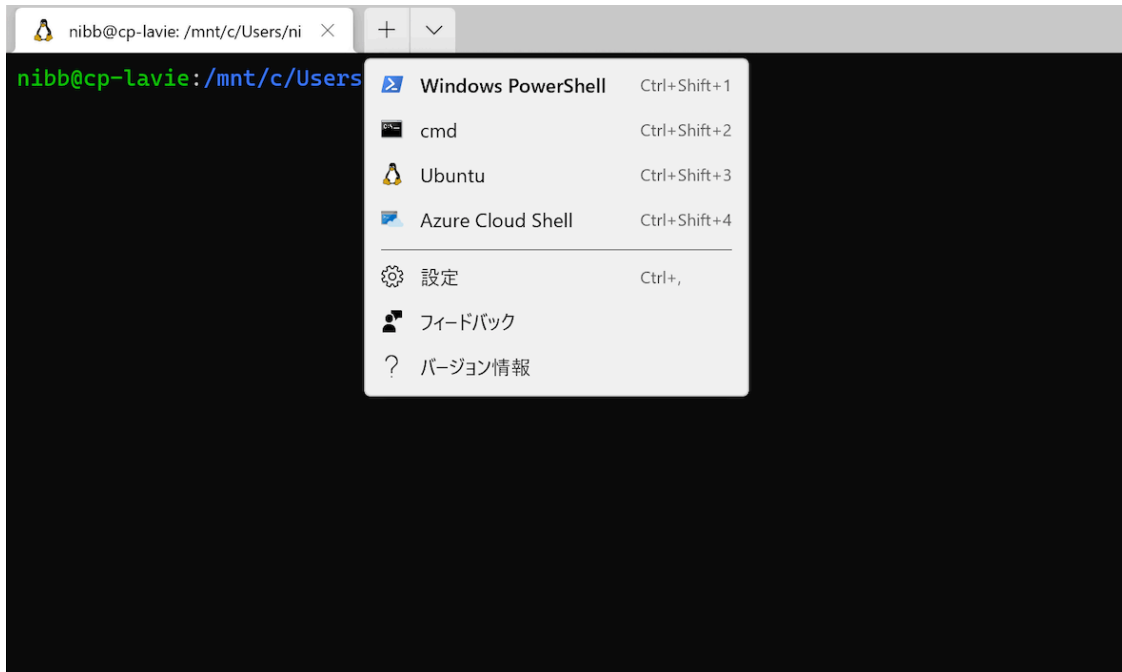 nibb@cp-lavie: /mnt/c/Users/ni
nibb@cp-lavie:/mnt/c/Users
Windows PowerShell Ctrl+Shift+1
cmd Ctrl+Shift+2
Ubuntu Ctrl+Shift+3
Azure Cloud Shell Ctrl+Shift+4
設定 Ctrl+,
フィードバック
バージョン情報